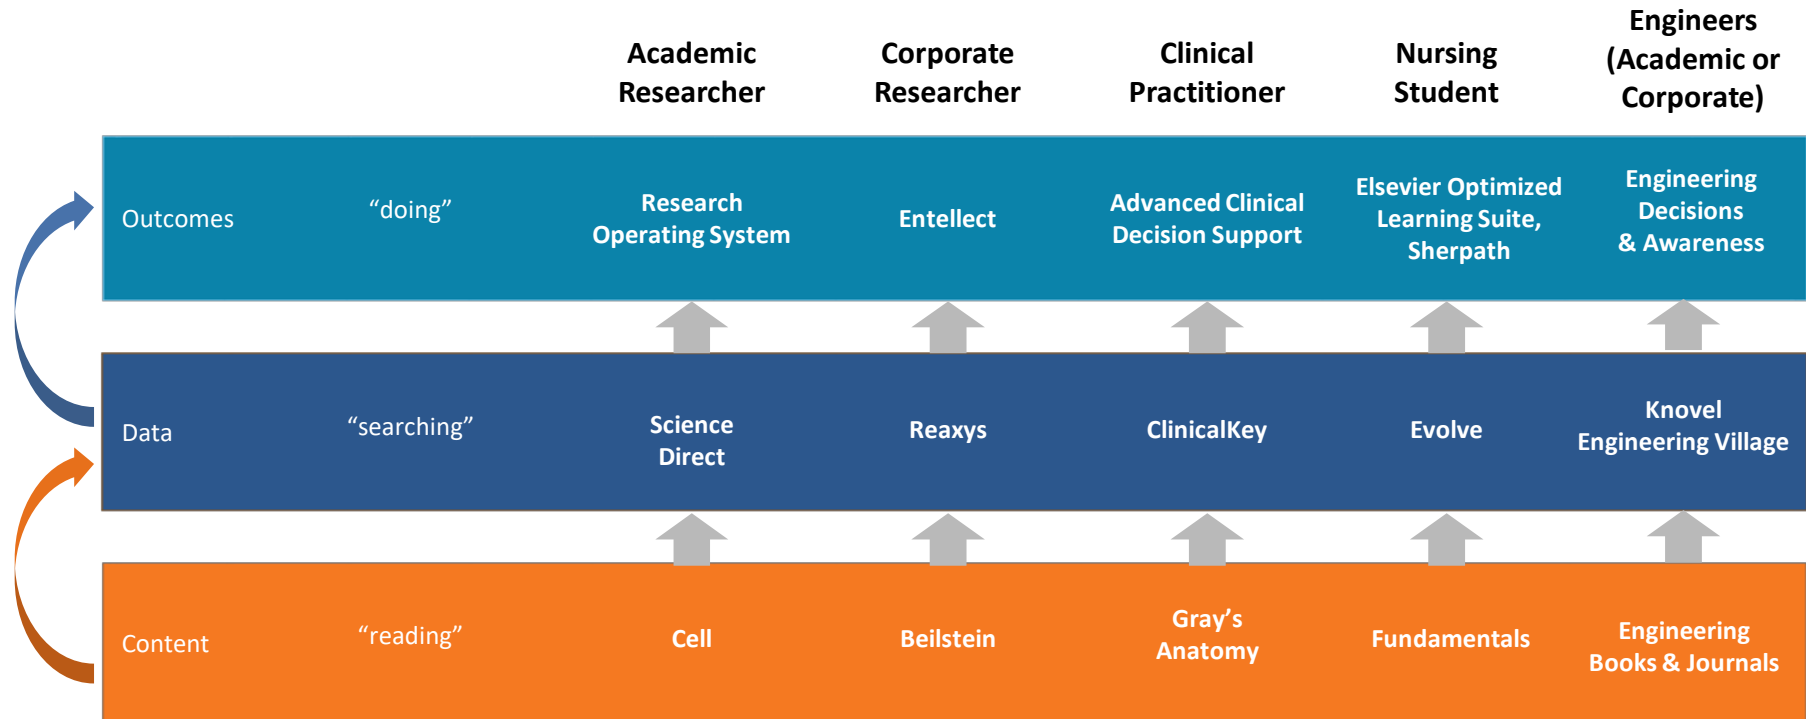 Academic
Researcher
Corporate
Researcher
Clinical
Practitioner
Nursing
Student
Engineers
(Academic or
Corporate)
Outcomes
“doing”
Research
Operating System
Entellect
Advanced Clinical
Decision Support
Elsevier Optimized
Learning Suite,
Sherpath
Engineering
Decisions
& Awareness
Data
“searching”
Science
Direct
Reaxys
ClinicalKey
Evolve
Knovel
Engineering Village
Content
“reading”
Cell
Beilstein
Gray’s
Anatomy
Fundamentals
Engineering
Books & Journals